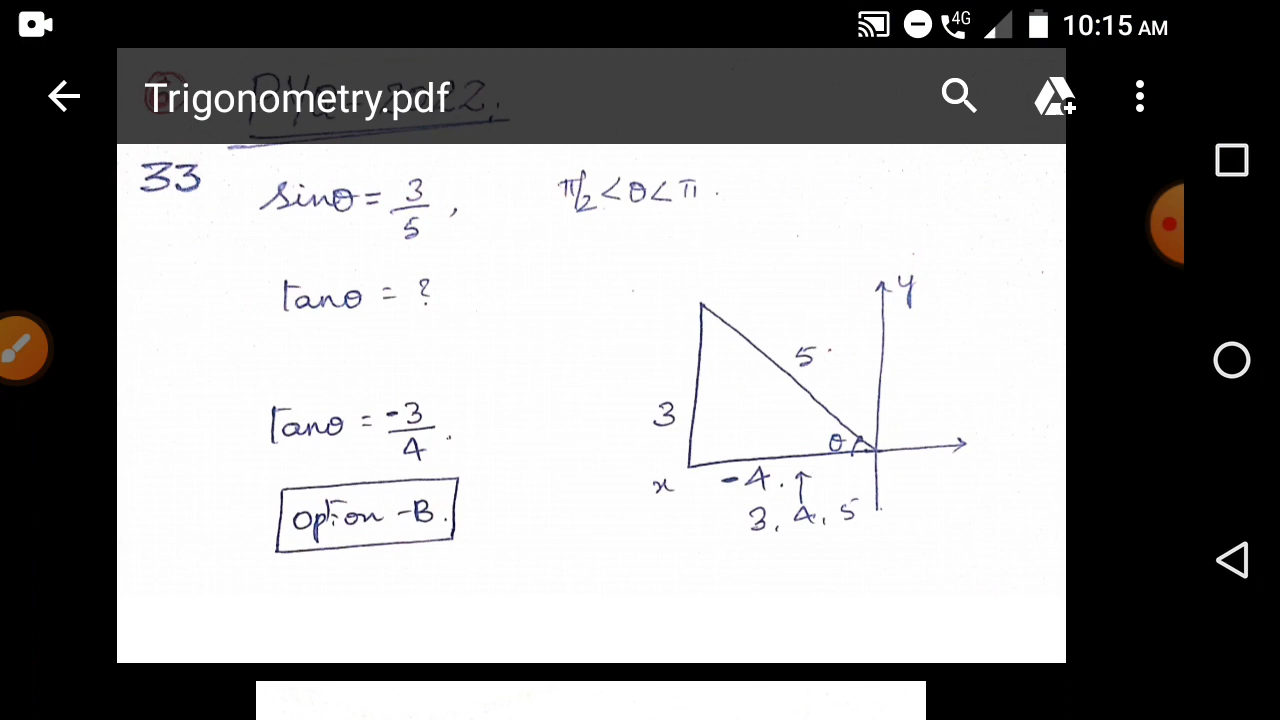 4G 10:15 AM
Trigonometry.pdf
33
sinθ = 3/5, π/2 < θ < π.
tanθ = ?
y
5
3
tanθ = -3/4.
θ
x -4.
3, 4, 5
option -B.